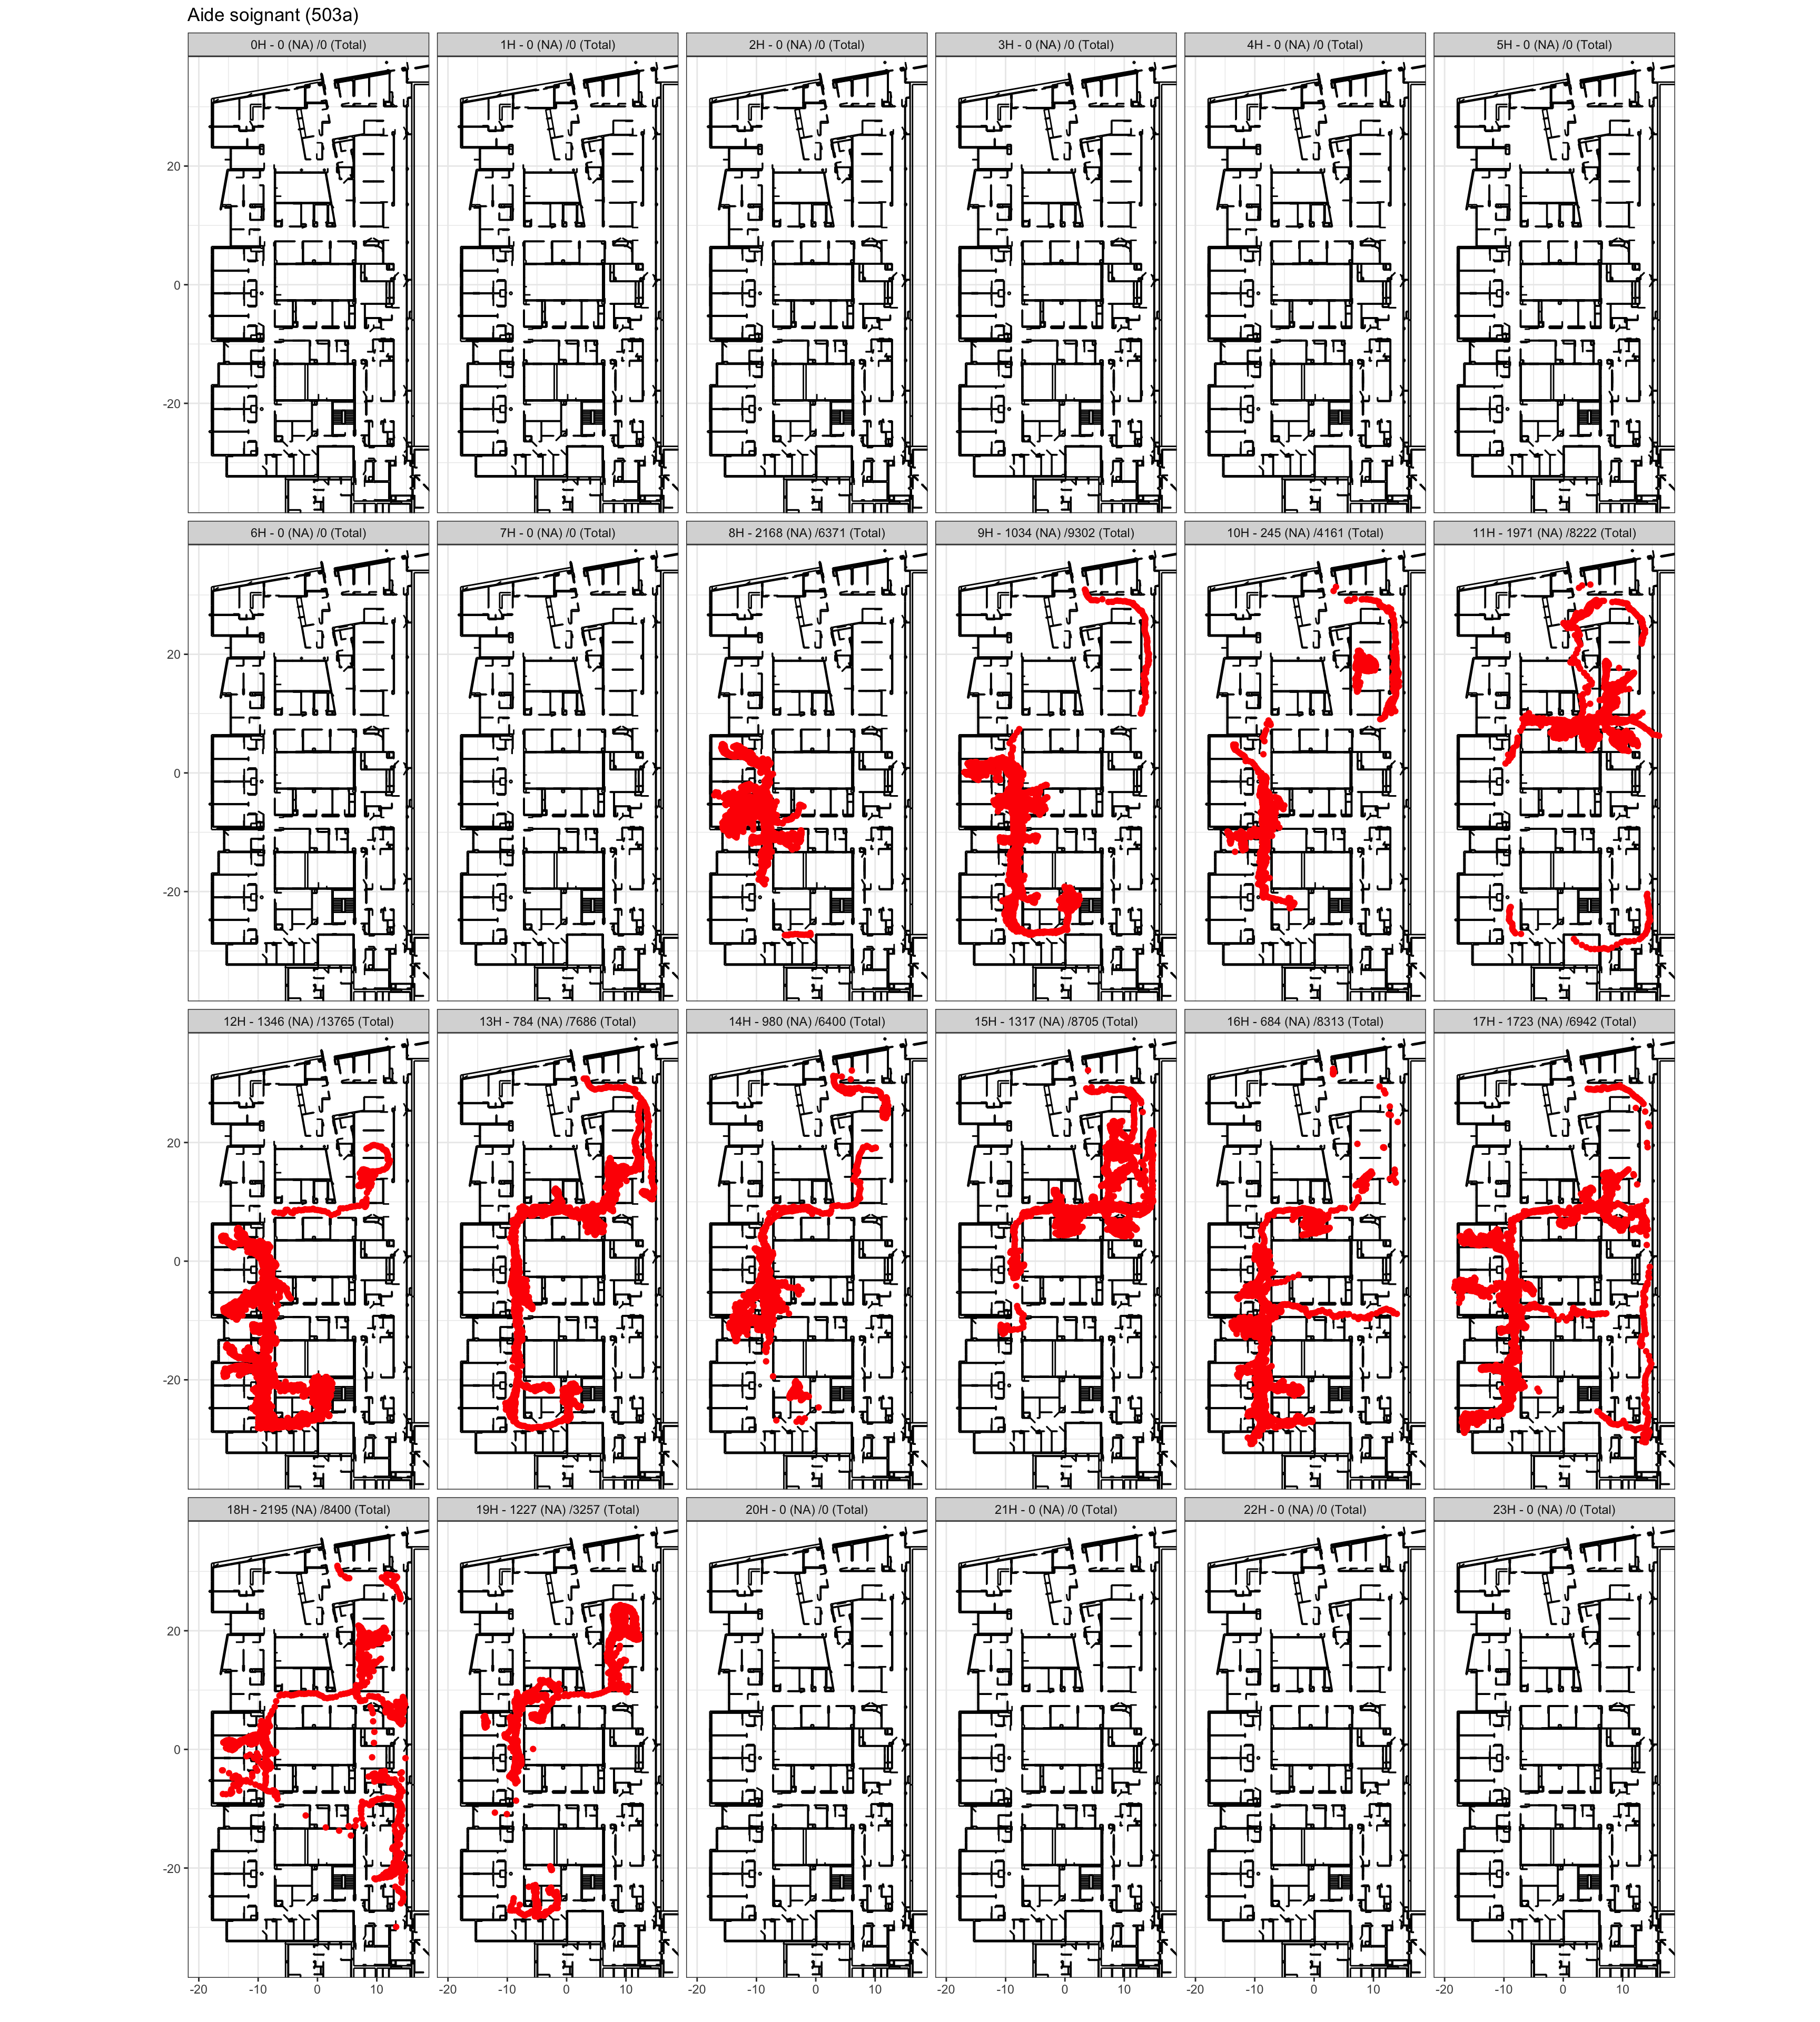 Aide soignant (503a)
0H - 0 (NA) /0 (Total) 1H - 0 (NA) /0 (Total) 2H - 0 (NA) /0 (Total) 3H - 0 (NA) /0 (Total) 4H - 0 (NA) /0 (Total) 5H - 0 (NA) /0 (Total)
20
0
-20
6H - 0 (NA) /0 (Total) 7H - 0 (NA) /0 (Total) 8H - 2168 (NA) /6371 (Total) 9H - 1034 (NA) /9302 (Total) 10H - 245 (NA) /4161 (Total) 11H - 1971 (NA) /8222 (Total)
20
0
-20
12H - 1346 (NA) /13765 (Total) 13H - 784 (NA) /7686 (Total) 14H - 980 (NA) /6400 (Total) 15H - 1317 (NA) /8705 (Total) 16H - 684 (NA) /8313 (Total) 17H - 1723 (NA) /6942 (Total)
20
0
-20
18H - 2195 (NA) /8400 (Total) 19H - 1227 (NA) /3257 (Total) 20H - 0 (NA) /0 (Total) 21H - 0 (NA) /0 (Total) 22H - 0 (NA) /0 (Total) 23H - 0 (NA) /0 (Total)
20
0
-20
-20 -10 0 10 -20 -10 0 10 -20 -10 0 10 -20 -10 0 10 -20 -10 0 10 -20 -10 0 10